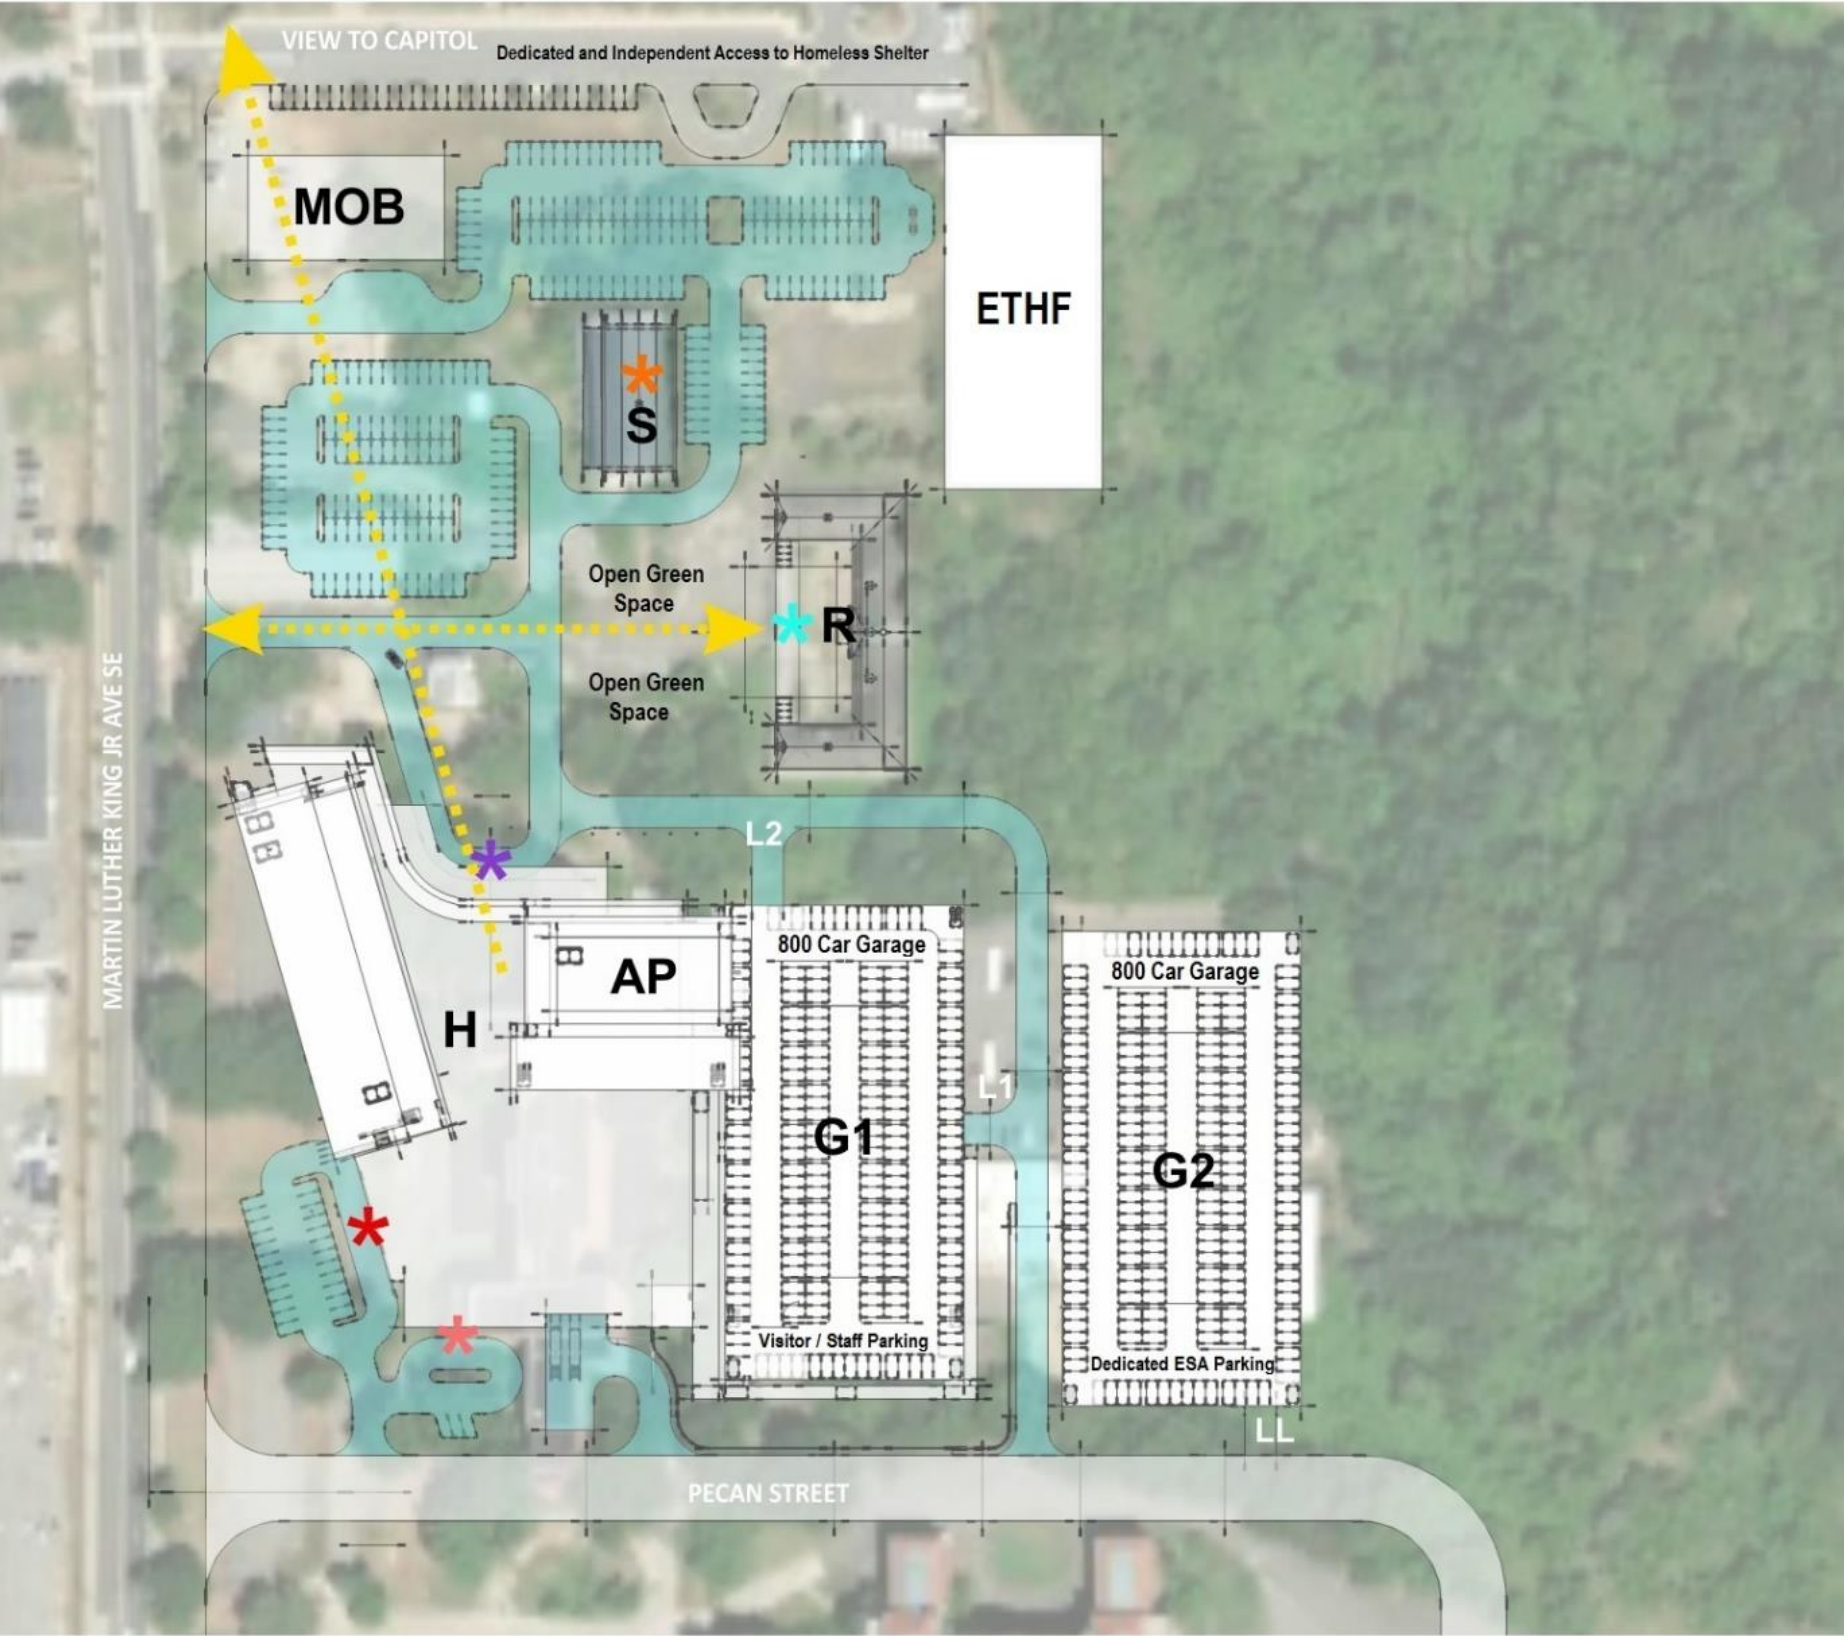 VIEW TO CAPITOL
Dedicated and Independent Access to Homeless Shelter
MOB
ETHF
*
S
Open Green
Space
* R
Open Green
Space
MARTIN LUTHER KING JR AVE SE
L2
*
800 Car Garage
AP
800 Car Garage
H
L1
G1
G2
*
*
Visitor / Staff Parking
Dedicated ESA Parking
LL
PECAN STREET